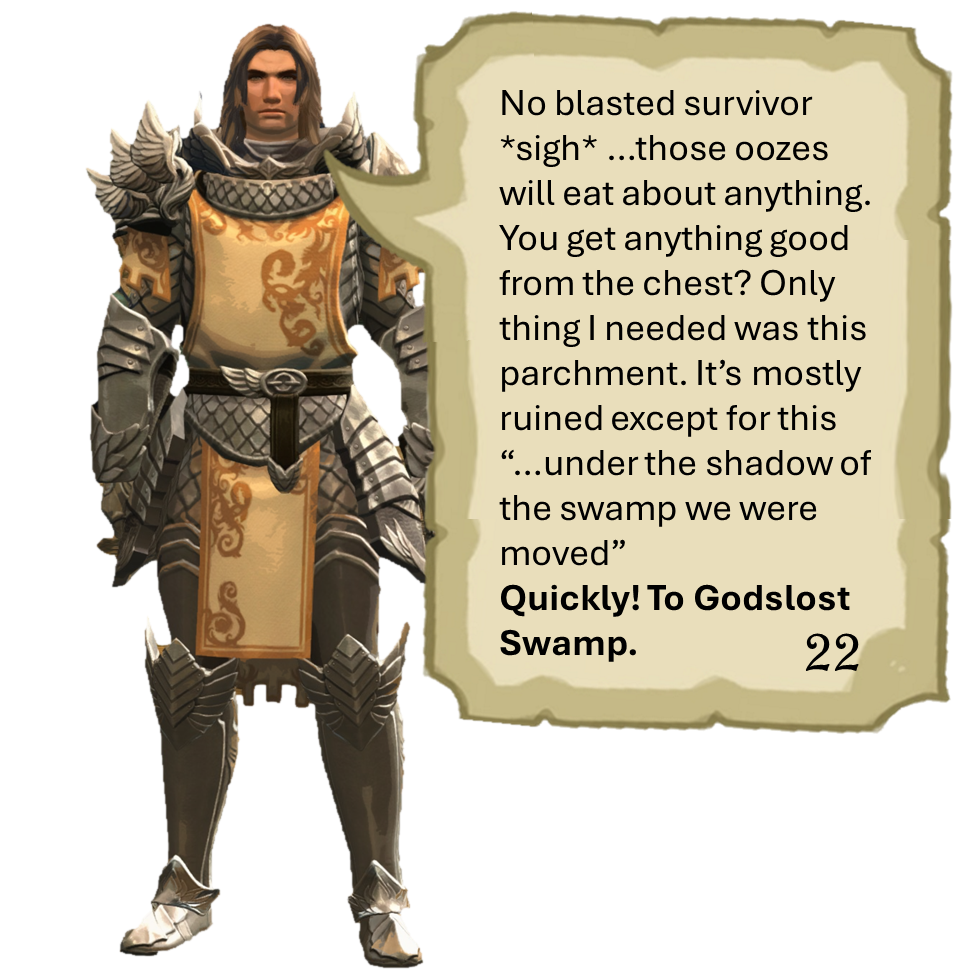 No blasted survivor
*sigh* …those oozes
will eat about anything.
You get anything good
from the chest? Only
thing I needed was this
parchment. It’s mostly
ruined except for this
“…under the shadow of
the swamp we were
moved”
Quickly! To Godslost
Swamp.
22